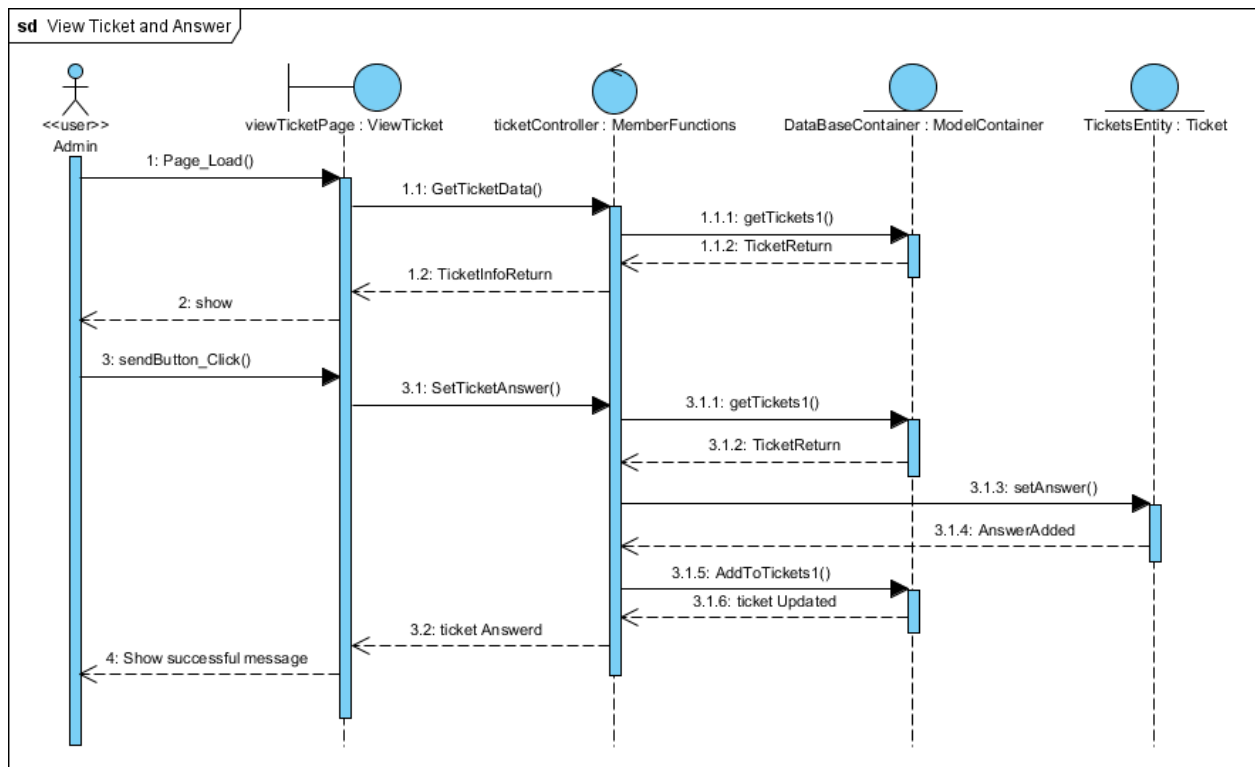 sd View Ticket and Answer
<<user>>
Admin
viewTicketPage : ViewTicket
ticketController : MemberFunctions
DataBaseContainer : ModelContainer
TicketsEntity : Ticket
1: Page_Load()
1.1: GetTicketData()
1.1.1: getTickets1()
1.1.2: TicketReturn
1.2: TicketInfoReturn
2: show
3: sendButton_Click()
3.1: SetTicketAnswer()
3.1.1: getTickets1()
3.1.2: TicketReturn
3.1.3: setAnswer()
3.1.4: AnswerAdded
3.1.5: AddToTickets1()
3.1.6: ticket Updated
3.2: ticket Answerd
4: Show successful message